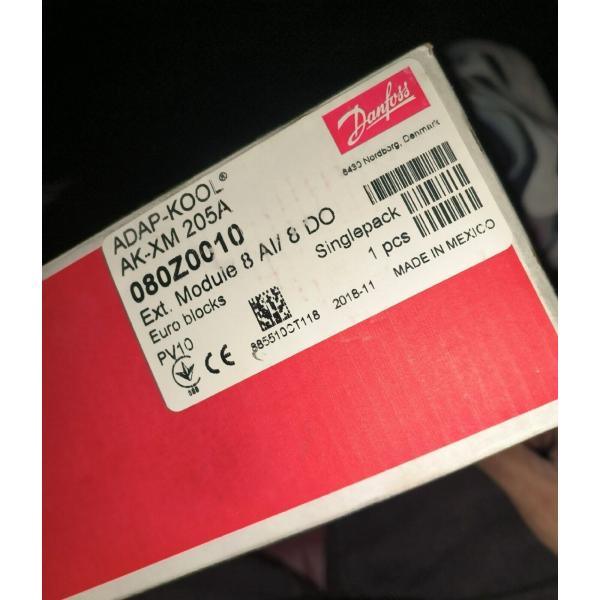 Danfoss
6430 Nordborg, Denmark
ADAP-KOOL®
AK-XM 205A
080Z0010
Ext. Module 8 AI/ 8 DO
Euro blocks
Singlepack
1 pcs
PV10
CE
885510CT118
2018-11
MADE IN MEXICO